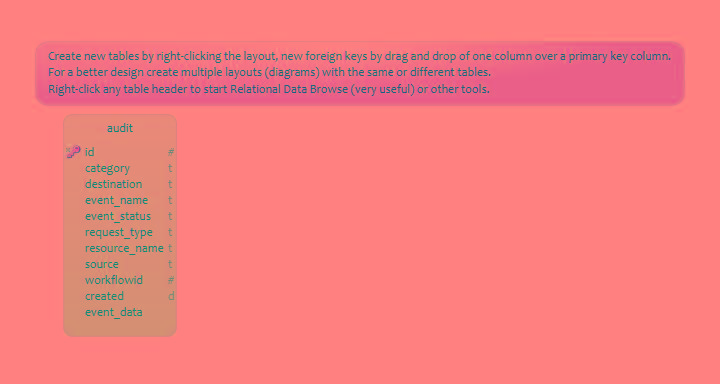 Create new tables by right-clicking the layout, new foreign keys by drag and drop of one column over a primary key column.
For a better design create multiple layouts (diagrams) with the same or different tables.
Right-click any table header to start Relational Data Browse (very useful) or other tools.
audit
id #
category t
destination t
event_name t
event_status t
request_type t
resource_name t
source t
workflowid #
created d
event_data